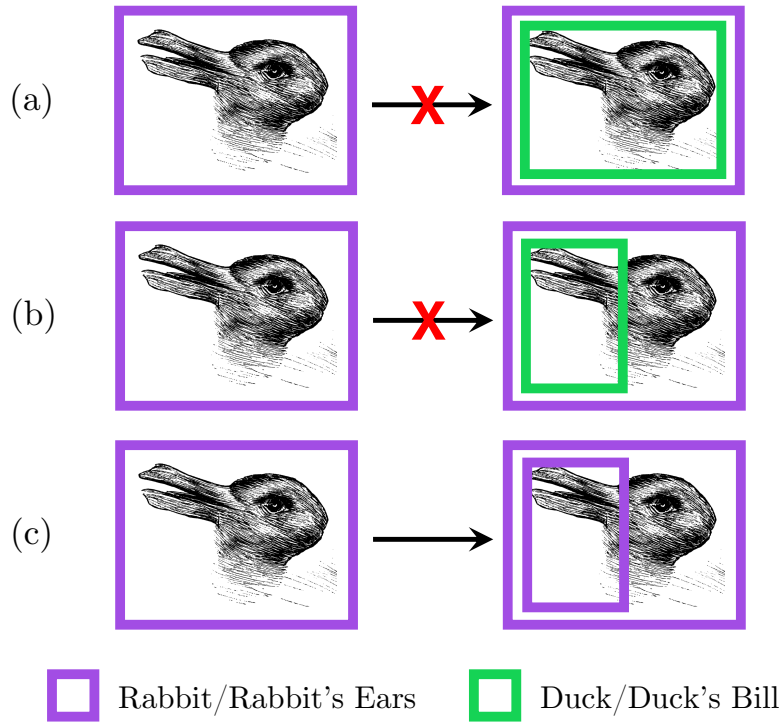 (a)
X
(b)
X
(c)
Rabbit/Rabbit's Ears
Duck/Duck's Bill